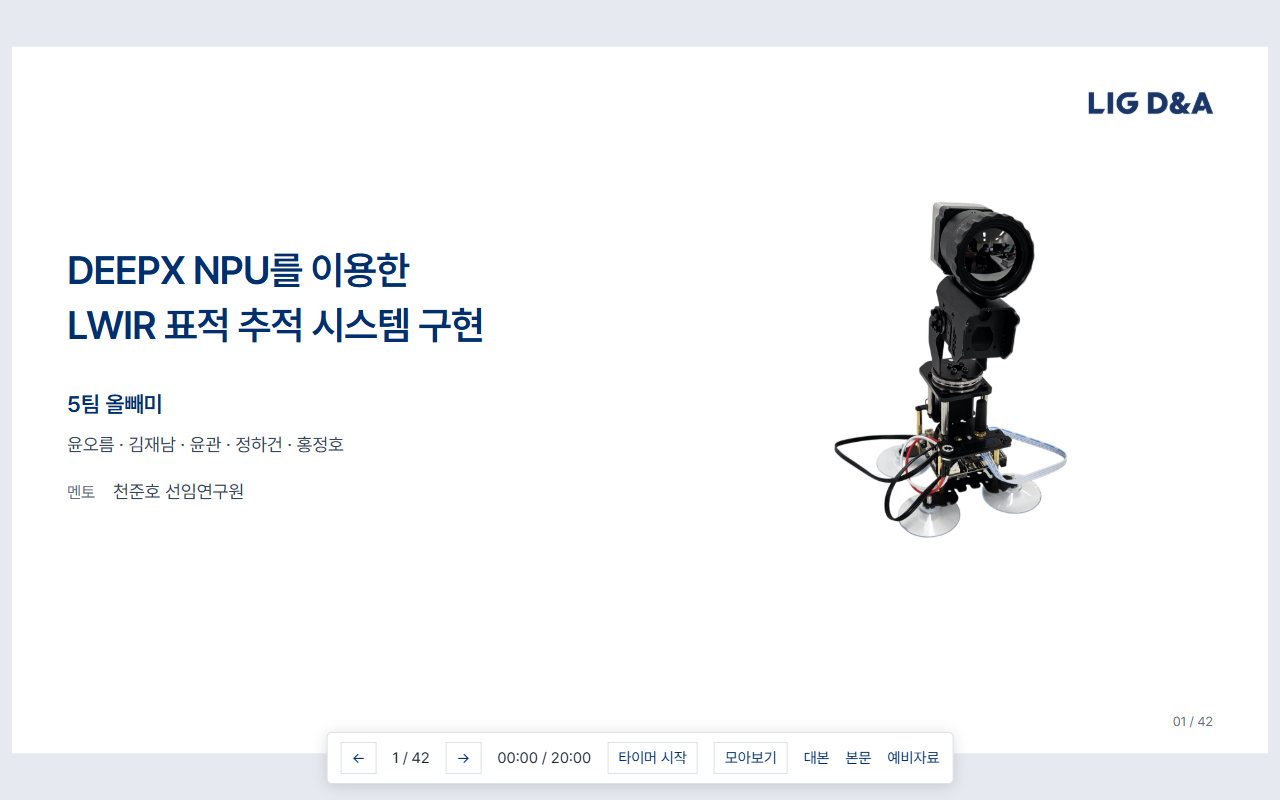 LIG D&A
DEEPX NPU를 이용한
LWIR 표적 추적 시스템 구현
5팀 올빼미
윤오름 · 김재남 · 윤관 · 정하건 · 홍정호
멘토 천준호 선임연구원
01 / 42
← 1 / 42 → 00:00 / 20:00 타이머 시작 모아보기 대본 본문 예비자료